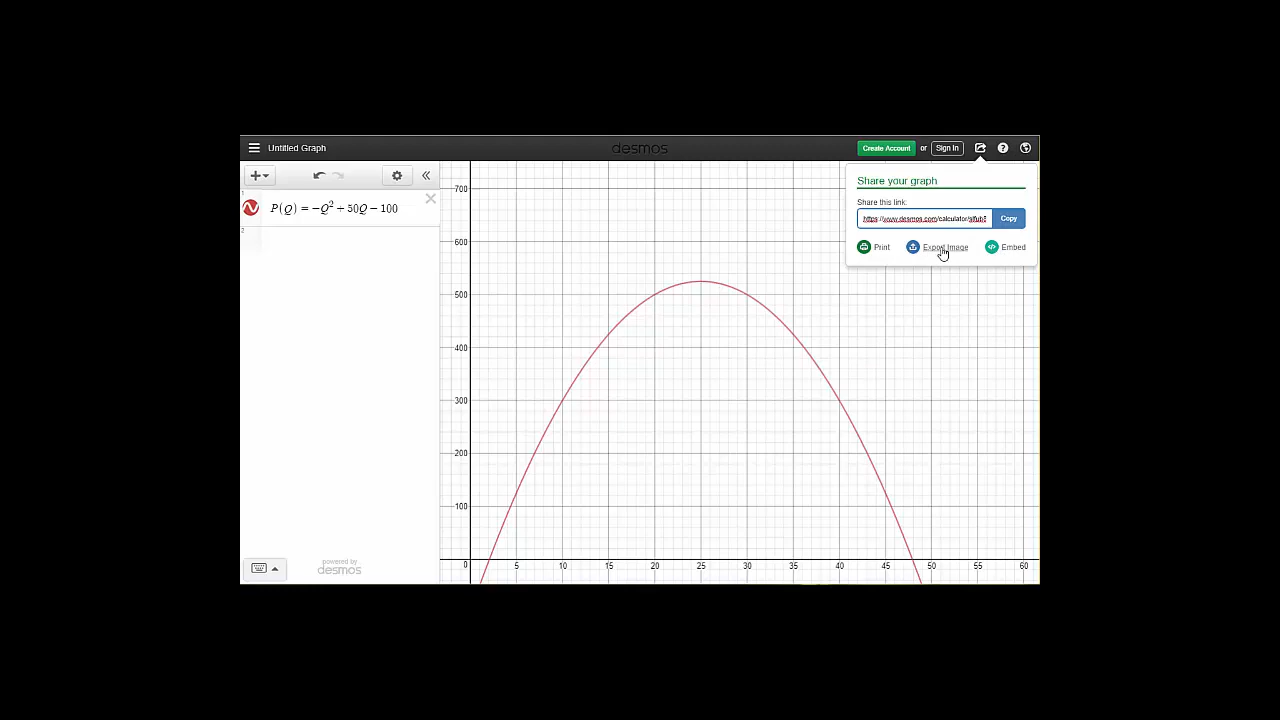 Untitled Graph
desmos
Create Account or Sign In
Share your graph
Share this link:
Copy
Print
Export Image
Embed
1
P(Q) = −Q² + 50Q − 100
2
700
600
500
400
300
200
100
0 5 10 15 20 25 30 35 40 45 50 55 60
powered by
desmos